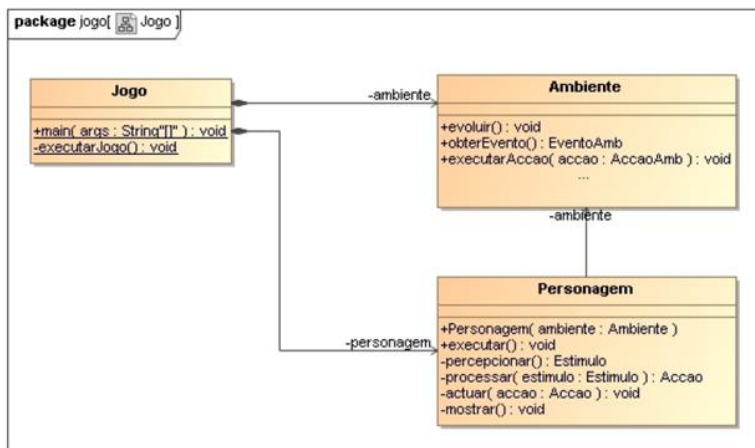 package jogo[ Jogo ]
Jogo
+main( args : String"[]" ) : void
-executarJogo() : void
-ambiente
Ambiente
+evoluir() : void
+obterEvento() : EventoAmb
+executarAccao( accao : AccaoAmb ) : void
...
-ambiente
-personagem
Personagem
+Personagem( ambiente : Ambiente )
+executar() : void
-percepcionar() : Estimulo
-processar( estimulo : Estimulo ) : Accao
-actuar( accao : Accao ) : void
-mostrar() : void